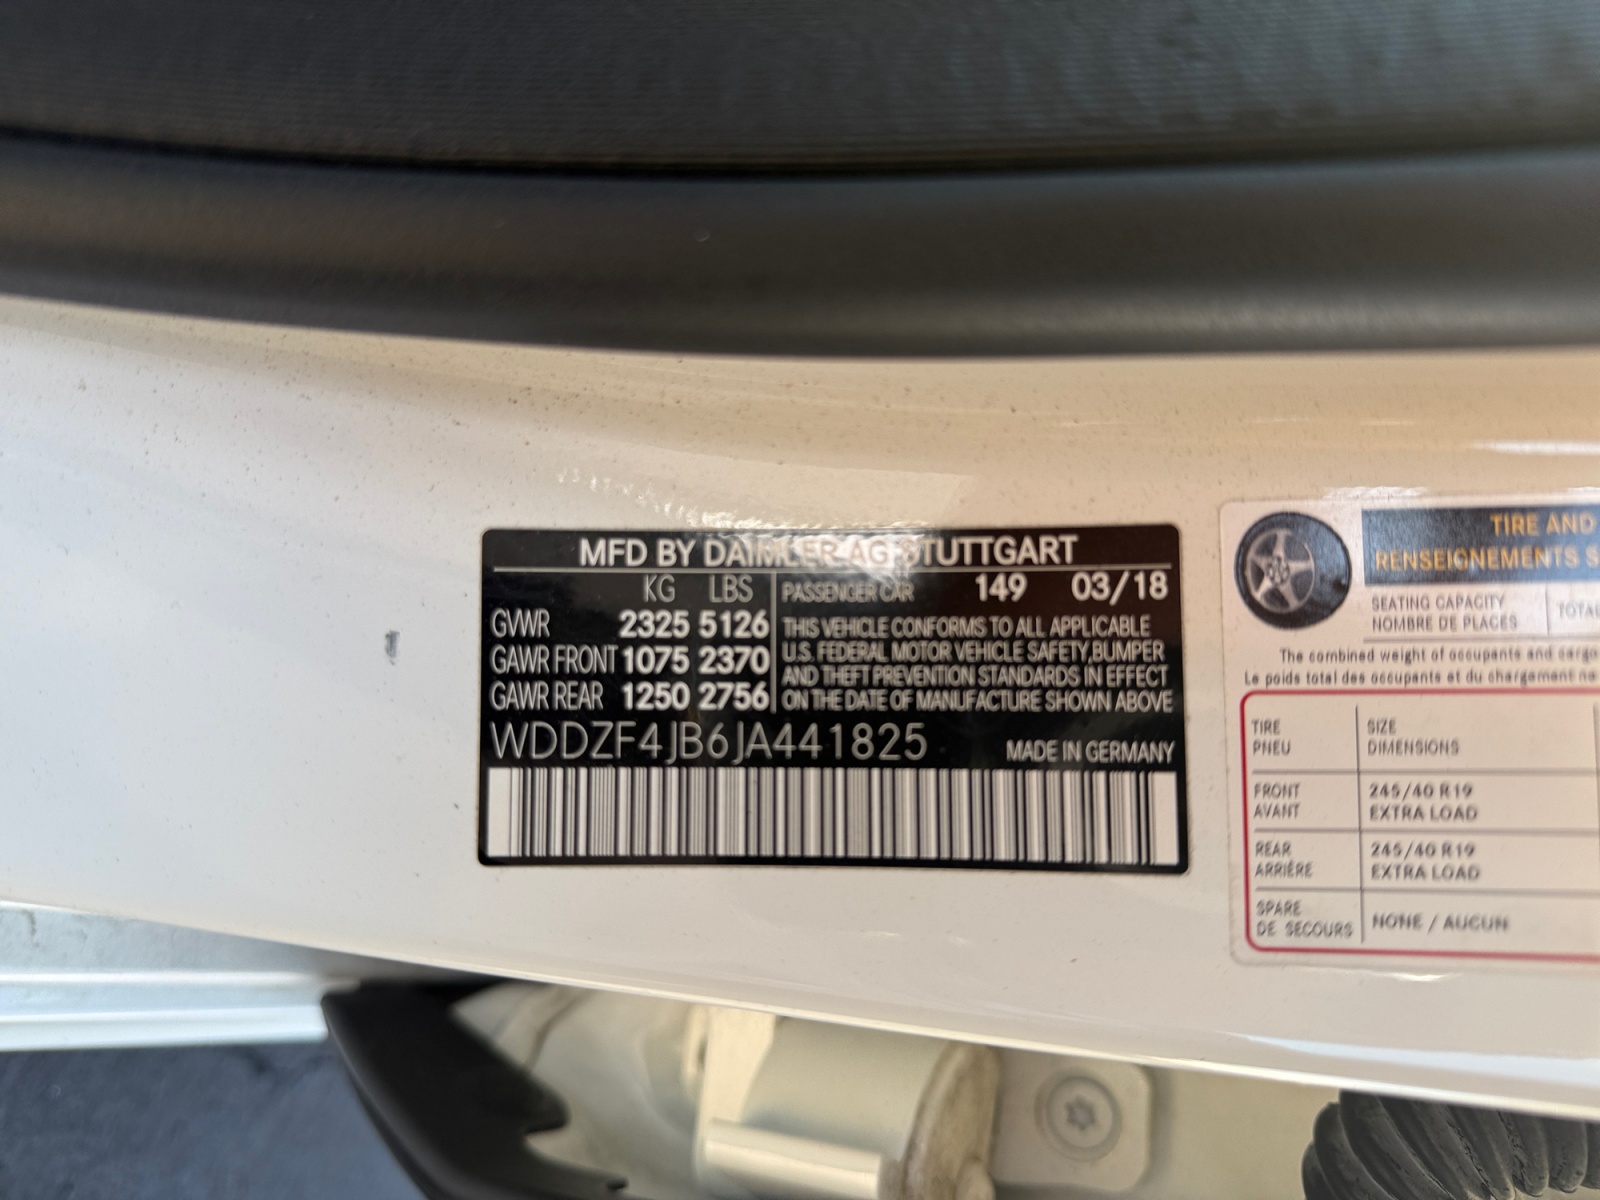 MFD BY DAIMLER AG STUTTGART
KG LBS PASSENGER CAR 149 03/18
GVWR 2325 5126
GAWR FRONT 1075 2370
GAWR REAR 1250 2756
THIS VEHICLE CONFORMS TO ALL APPLICABLE
U.S. FEDERAL MOTOR VEHICLE SAFETY, BUMPER
AND THEFT PREVENTION STANDARDS IN EFFECT
ON THE DATE OF MANUFACTURE SHOWN ABOVE
WDDZF4JB6JA441825 MADE IN GERMANY
TIRE AND
RENSEIGNEMENTS S
SEATING CAPACITY
NOMBRE DE PLACES
TOTAL
The combined weight of occupants and cargo
Le poids total des occupants et du chargement ne
TIRE SIZE
PNEU DIMENSIONS
FRONT 245/40 R19
AVANT EXTRA LOAD
REAR 245/40 R19
ARRIÈRE EXTRA LOAD
SPARE
DE SECOURS NONE / AUCUN